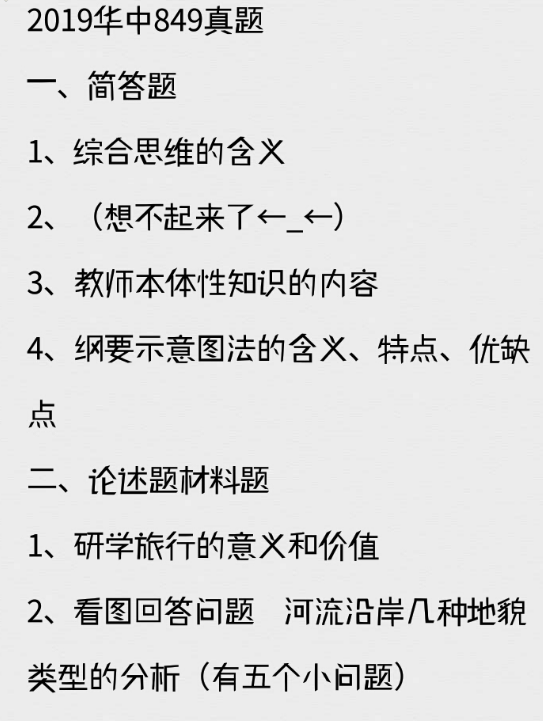 2019华中849真题
一、简答题
1、综合思维的含义
2、（想不起来了←_←）
3、教师本体性知识的内容
4、纲要示意图法的含义、特点、优缺
点
二、论述题材料题
1、研学旅行的意义和价值
2、看图回答问题　河流沿岸几种地貌
类型的分析（有五个小问题）